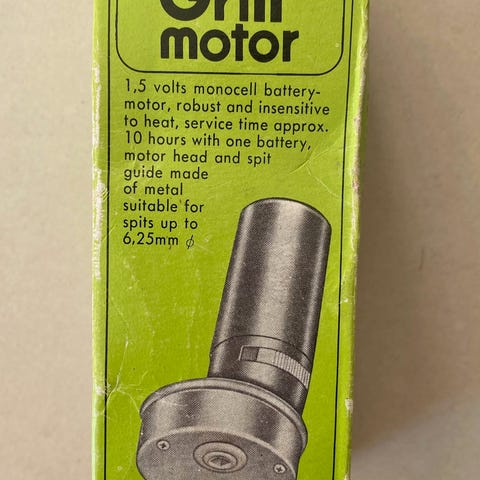 Grill
motor
1,5 volts monocell battery-
motor, robust and insensitive
to heat, service time approx.
10 hours with one battery,
motor head and spit
guide made
of metal
suitable for
spits up to
6,25mm ϕ